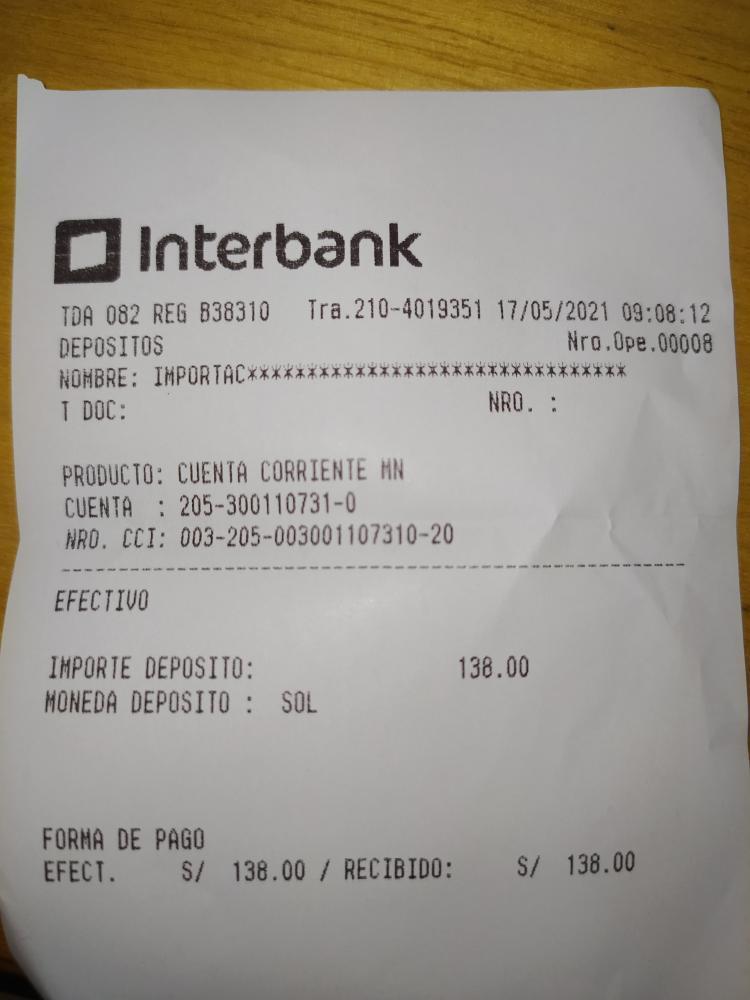 Interbank
TDA 082 REG B38310 Tra.210-4019351 17/05/2021 09:08:12
DEPOSITOS Nro.Ope.00008
NOMBRE: IMPORTAC********************************
T DOC: NRO. :
PRODUCTO: CUENTA CORRIENTE MN
CUENTA : 205-300110731-0
NRO. CCI: 003-205-003001107310-20
------------------------------------------------------------
EFECTIVO
IMPORTE DEPOSITO: 138.00
MONEDA DEPOSITO : SOL
FORMA DE PAGO
EFECT. S/ 138.00 / RECIBIDO: S/ 138.00